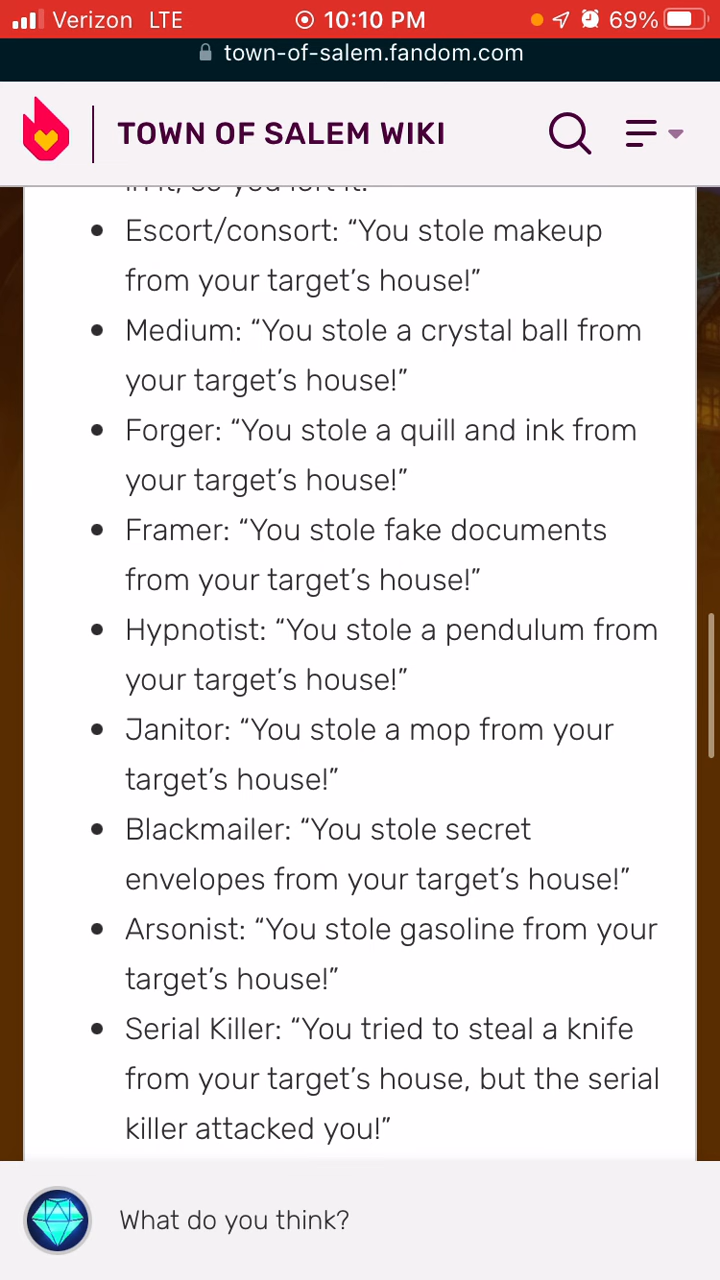 Verizon LTE 10:10 PM 69%
town-of-salem.fandom.com
TOWN OF SALEM WIKI
Escort/consort: “You stole makeup
from your target’s house!”
Medium: “You stole a crystal ball from
your target’s house!”
Forger: “You stole a quill and ink from
your target’s house!”
Framer: “You stole fake documents
from your target’s house!”
Hypnotist: “You stole a pendulum from
your target’s house!”
Janitor: “You stole a mop from your
target’s house!”
Blackmailer: “You stole secret
envelopes from your target’s house!”
Arsonist: “You stole gasoline from your
target’s house!”
Serial Killer: “You tried to steal a knife
from your target’s house, but the serial
killer attacked you!”
What do you think?